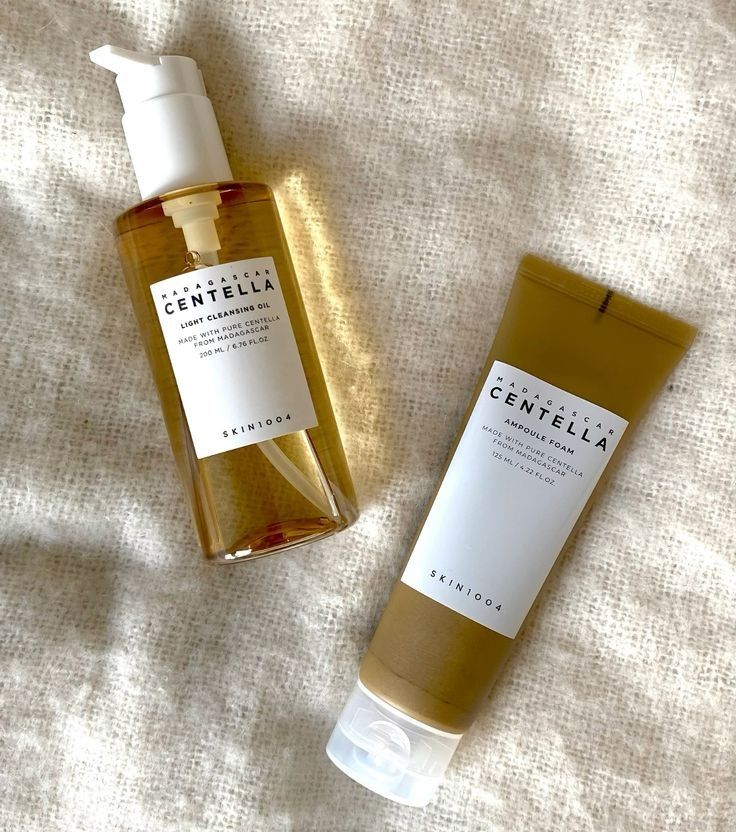 MADAGASCAR
CENTELLA
LIGHT CLEANSING OIL
MADE WITH PURE CENTELLA
FROM MADAGASCAR
200 ML / 6.76 FL.OZ.
SKIN1004
MADAGASCAR
CENTELLA
AMPOULE FOAM
MADE WITH PURE CENTELLA
FROM MADAGASCAR
125 ML / 4.22 FL.OZ.
SKIN1004